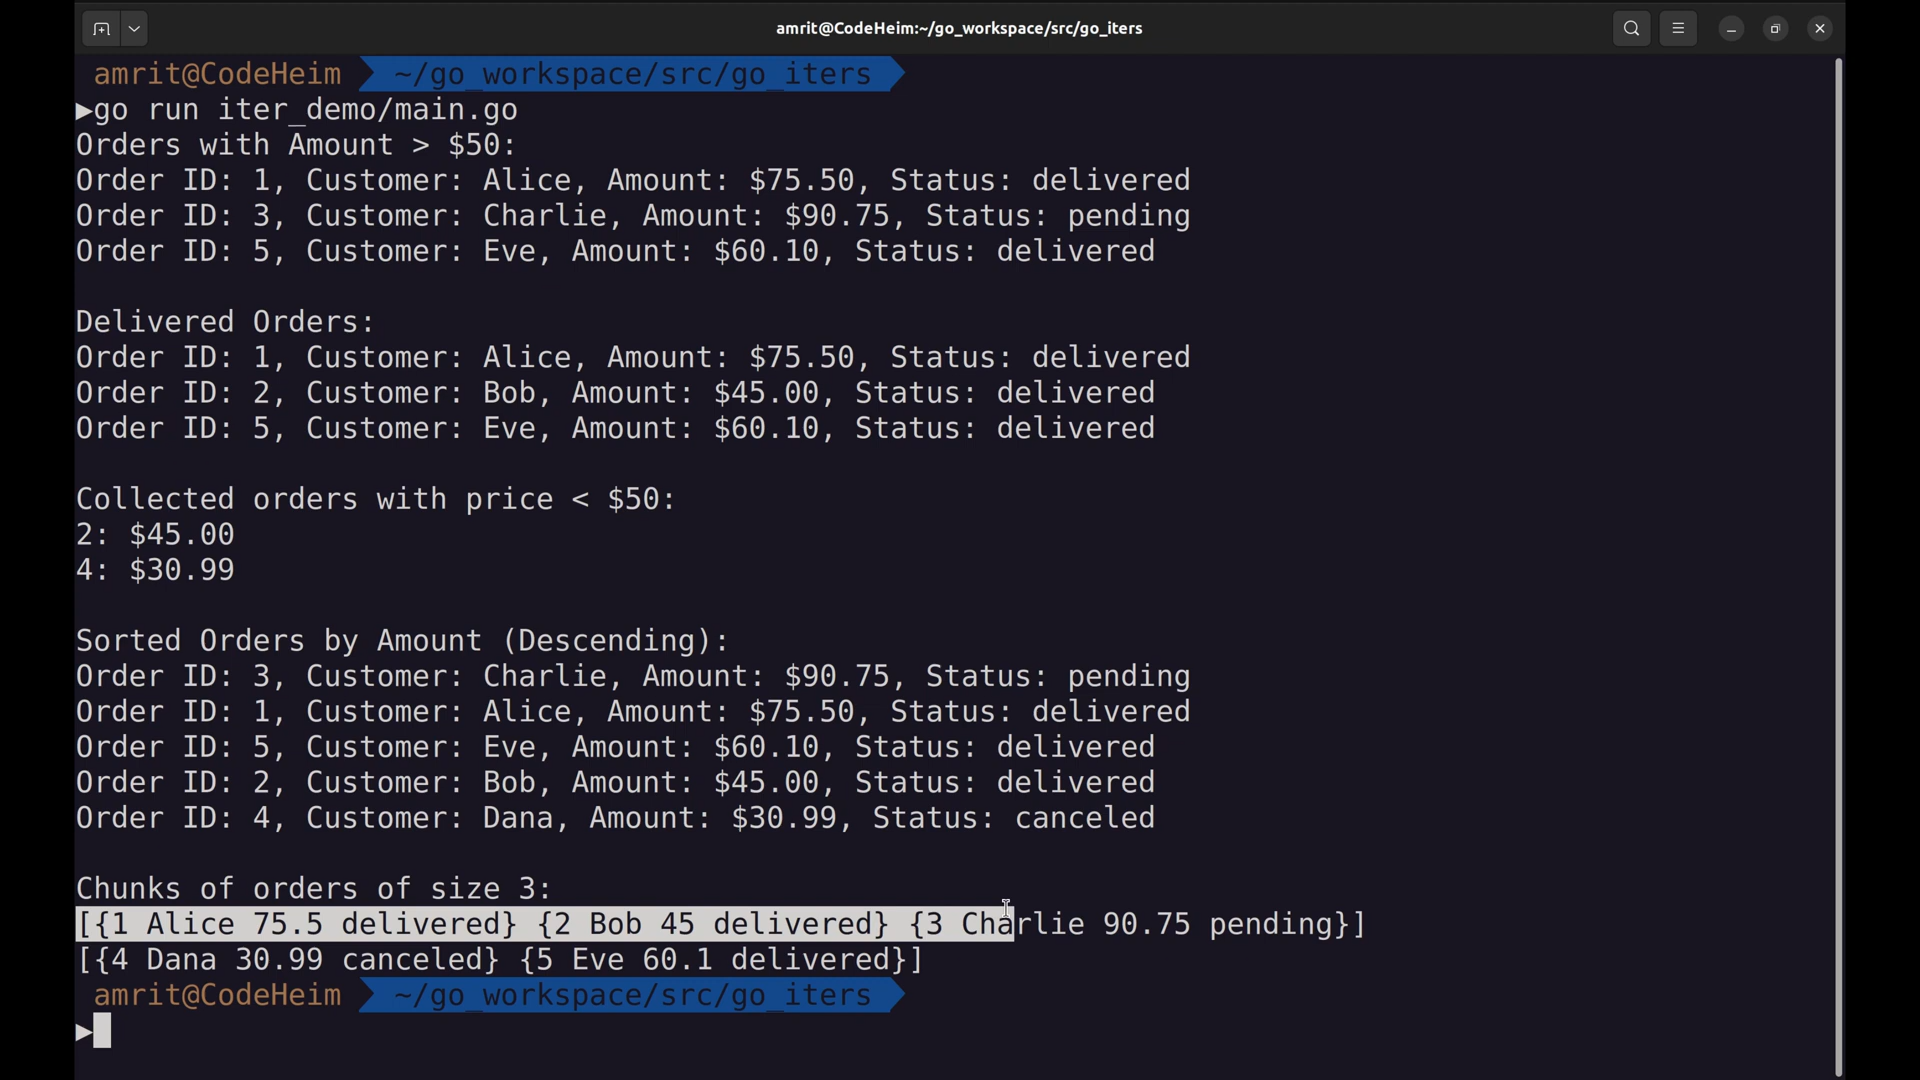 amrit@CodeHeim:~/go_workspace/src/go_iters
amrit@CodeHeim ~/go_workspace/src/go_iters
▶go run iter_demo/main.go
Orders with Amount > $50:
Order ID: 1, Customer: Alice, Amount: $75.50, Status: delivered
Order ID: 3, Customer: Charlie, Amount: $90.75, Status: pending
Order ID: 5, Customer: Eve, Amount: $60.10, Status: delivered
Delivered Orders:
Order ID: 1, Customer: Alice, Amount: $75.50, Status: delivered
Order ID: 2, Customer: Bob, Amount: $45.00, Status: delivered
Order ID: 5, Customer: Eve, Amount: $60.10, Status: delivered
Collected orders with price < $50:
2: $45.00
4: $30.99
Sorted Orders by Amount (Descending):
Order ID: 3, Customer: Charlie, Amount: $90.75, Status: pending
Order ID: 1, Customer: Alice, Amount: $75.50, Status: delivered
Order ID: 5, Customer: Eve, Amount: $60.10, Status: delivered
Order ID: 2, Customer: Bob, Amount: $45.00, Status: delivered
Order ID: 4, Customer: Dana, Amount: $30.99, Status: canceled
Chunks of orders of size 3:
[{1 Alice 75.5 delivered} {2 Bob 45 delivered} {3 Charlie 90.75 pending}]
[{4 Dana 30.99 canceled} {5 Eve 60.1 delivered}]
amrit@CodeHeim ~/go_workspace/src/go_iters
▶